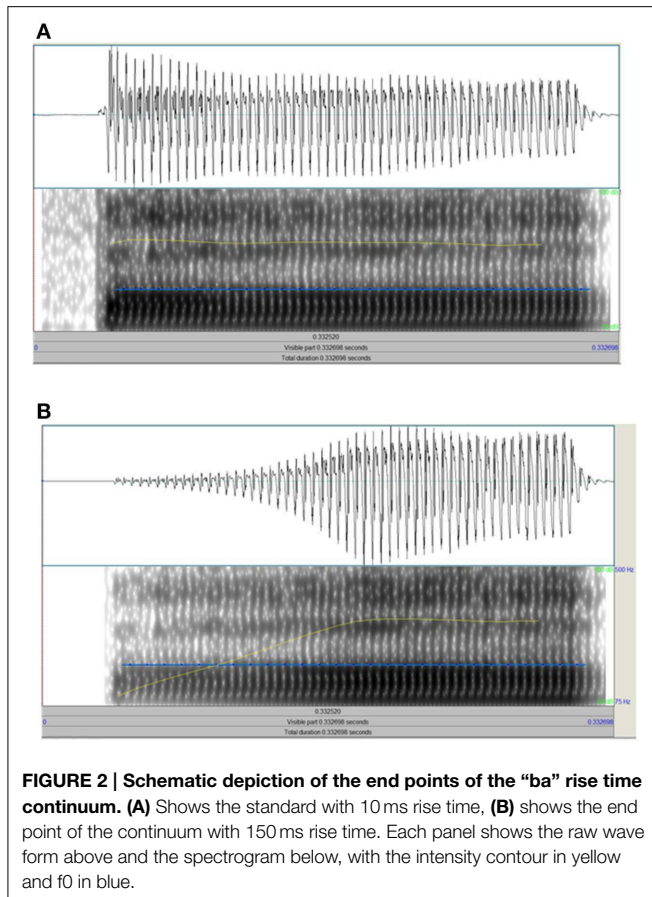 A
0.332520
0 Visible part 0.332698 seconds 0.332698
Total duration 0.332698 seconds
B
500 Hz
75 Hz
0.332520
0 Visible part 0.332698 seconds 0.332698
Total duration 0.332698 seconds
FIGURE 2 | Schematic depiction of the end points of the “ba” rise time
continuum. (A) Shows the standard with 10 ms rise time, (B) shows the end
point of the continuum with 150 ms rise time. Each panel shows the raw wave
form above and the spectrogram below, with the intensity contour in yellow
and f0 in blue.